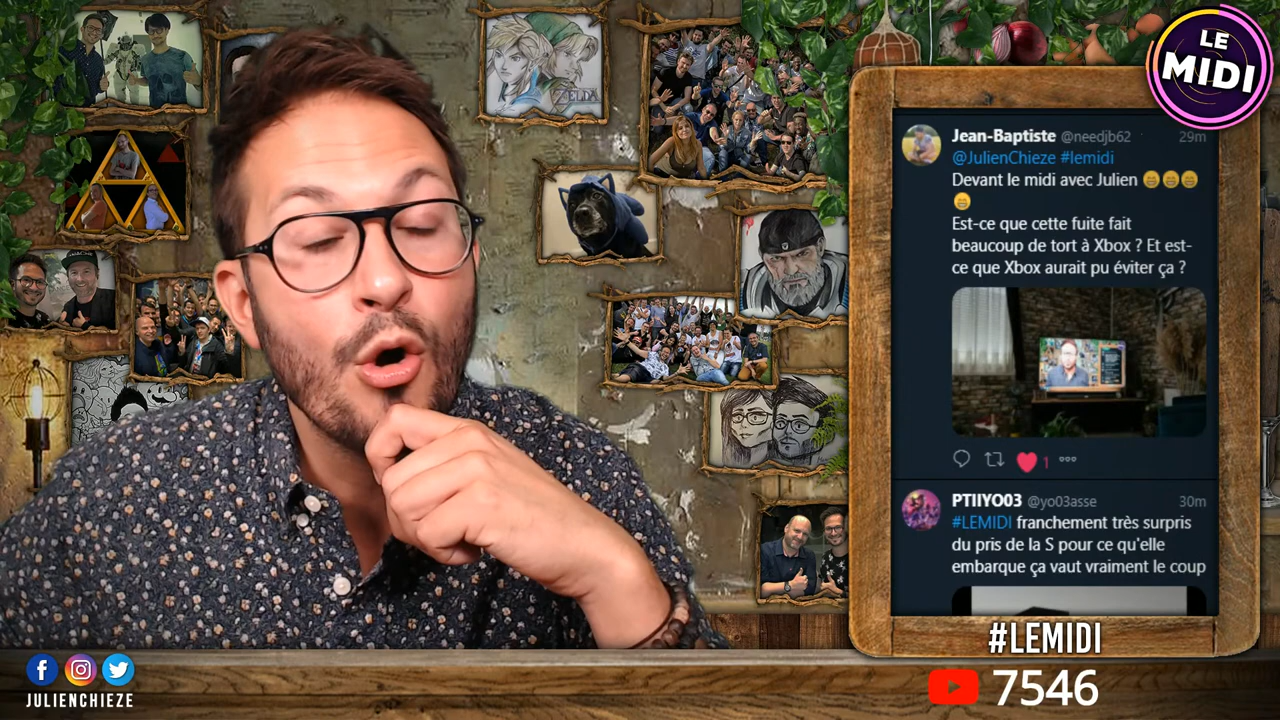 LE
MIDI
ZELDA
Jean-Baptiste @needjb62 29m
@JulienChieze #lemidi
Devant le midi avec Julien 😁😁😁
😁
Est-ce que cette fuite fait
beaucoup de tort à Xbox ? Et est-
ce que Xbox aurait pu éviter ça ?
1
PTIIYO03 @yo03asse 30m
#LEMIDI franchement très surpris
du pris de la S pour ce qu'elle
embarque ça vaut vraiment le coup
#LEMIDI
JULIENCHIEZE
7546